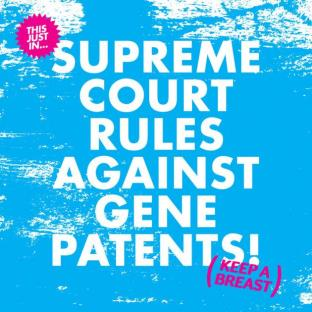 THIS
JUST
IN...
SUPREME
COURT
RULES
AGAINST
GENE
PATENTS!
(KEEP A
BREAST)